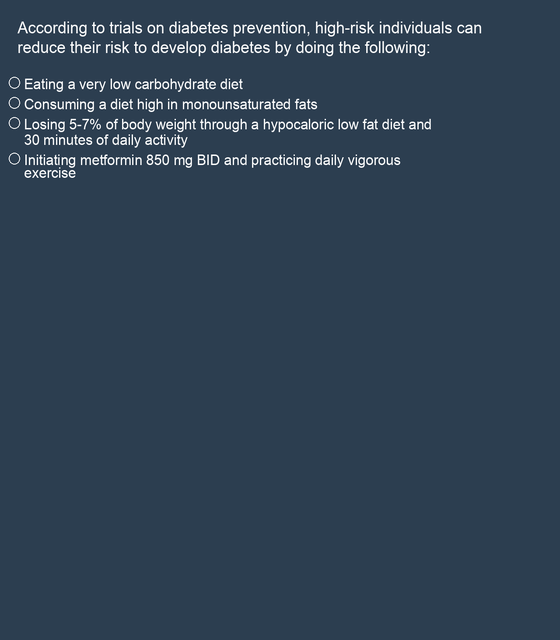 According to trials on diabetes prevention, high-risk individuals can
reduce their risk to develop diabetes by doing the following:
Eating a very low carbohydrate diet
Consuming a diet high in monounsaturated fats
Losing 5-7% of body weight through a hypocaloric low fat diet and
30 minutes of daily activity
Initiating metformin 850 mg BID and practicing daily vigorous
exercise